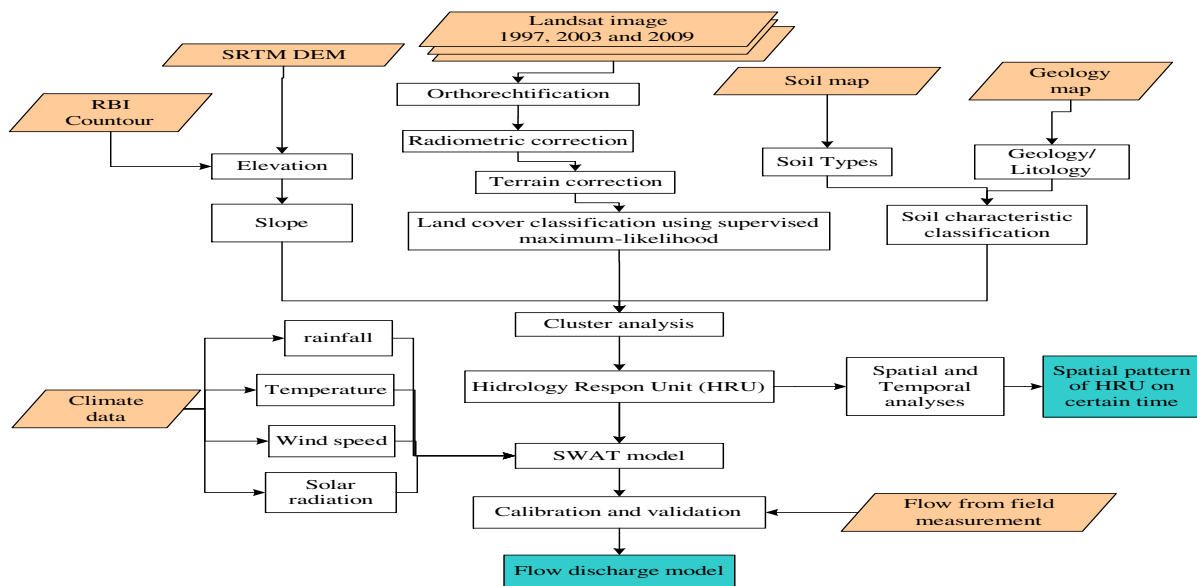 Landsat image
1997, 2003 and 2009
SRTM DEM
Soil map
Geology
map
RBI
Countour
Orthorechtification
Radiometric correction
Elevation
Soil Types
Geology/
Litology
Terrain correction
Slope
Land cover classification using supervised
maximum-likelihood
Soil characteristic
classification
Cluster analysis
rainfall
Hidrology Respon Unit (HRU)
Spatial and
Temporal
analyses
Spatial pattern
of HRU on
certain time
Temperature
Climate
data
Wind speed
SWAT model
Solar
radiation
Calibration and validation
Flow from field
measurement
Flow discharge model